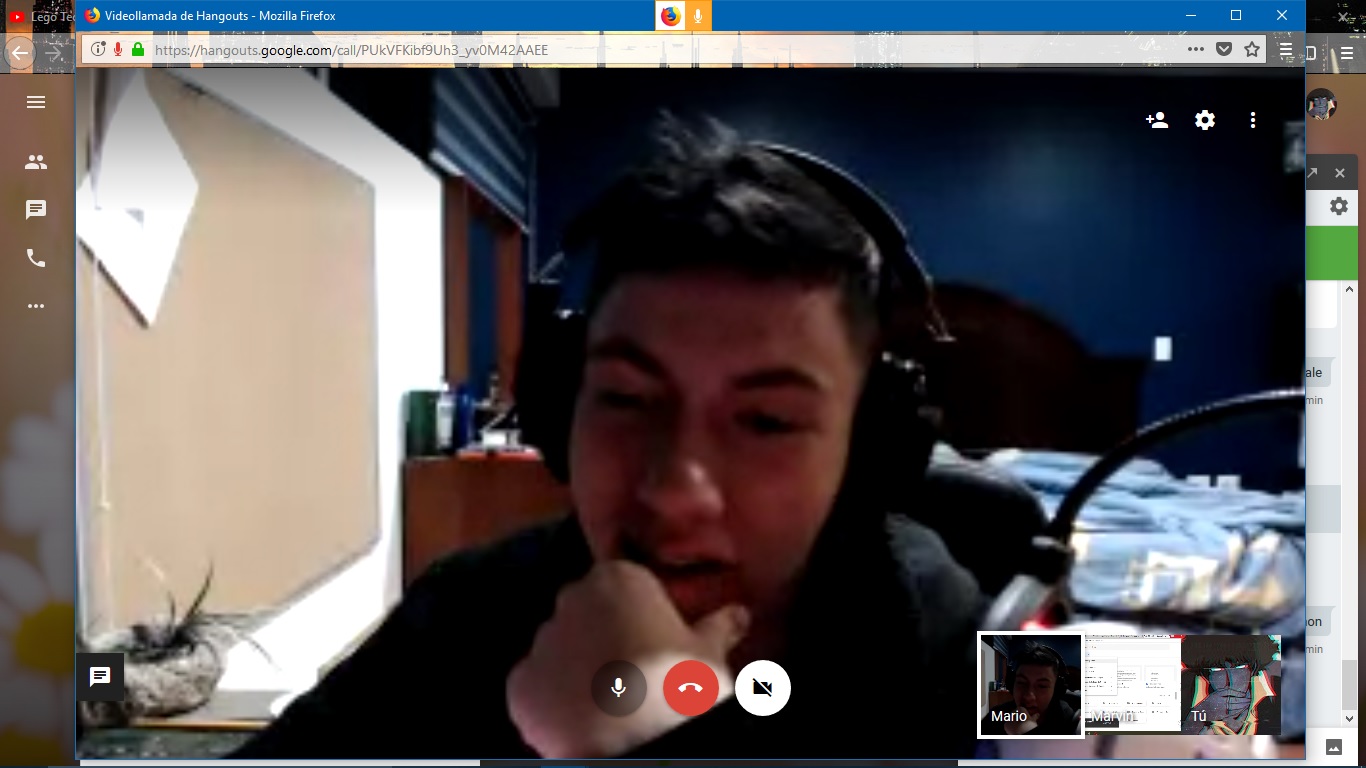 Lego Te
Videollamada de Hangouts - Mozilla Firefox
https://hangouts.google.com/call/PUkVFKibf9Uh3_yv0M42AAEE
ale
min
non
min
Mario
Marvin
Tú